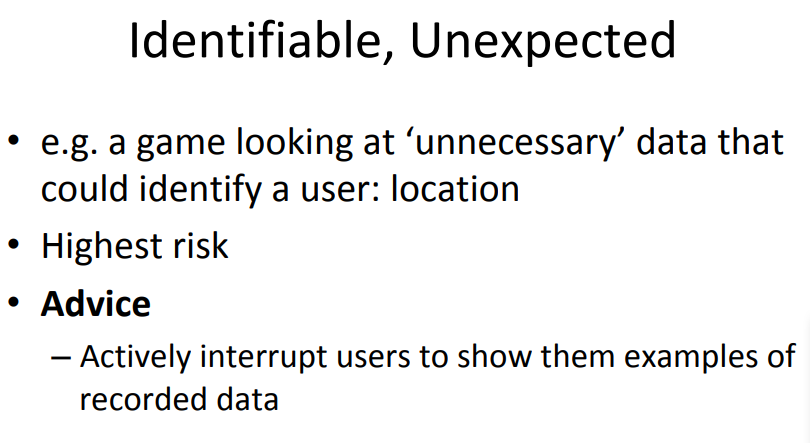 Identifiable, Unexpected
• e.g. a game looking at ‘unnecessary’ data that
could identify a user: location
• Highest risk
• Advice
– Actively interrupt users to show them examples of
recorded data